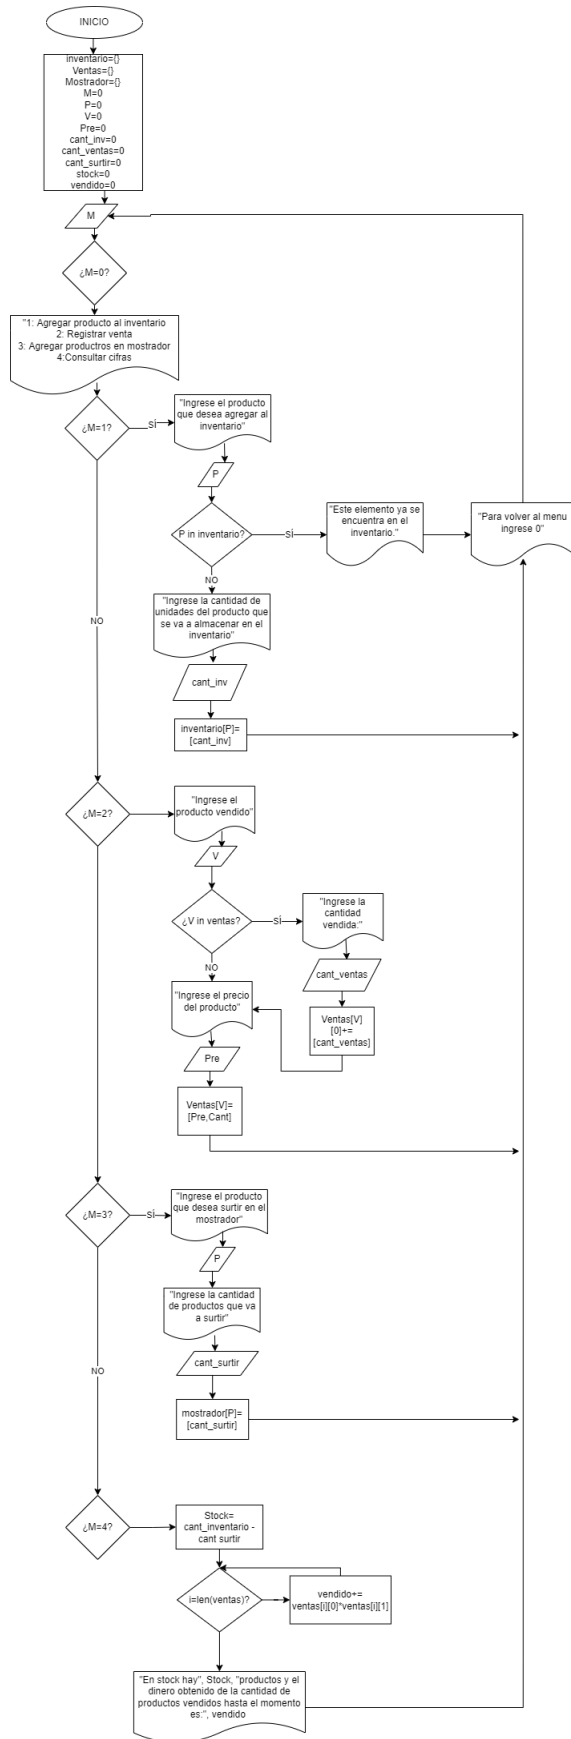 INICIO
inventario={}
Ventas={}
Mostrador={}
M=0
P=0
V=0
Pre=0
cant_inv=0
cant_ventas=0
cant_surtir=0
stock=0
vendido=0
M
¿M=0?
"1: Agregar producto al inventario
2: Registrar venta
3: Agregar productros en mostrador
4:Consultar cifras
¿M=1?
SÍ
"Ingrese el producto
que desea agregar al
inventario"
P
P in inventario?
SÍ
"Este elemento ya se
encuentra en el
inventario."
"Para volver al menu
ingrese 0"
NO
"Ingrese la cantidad de
unidades del producto que
se va a almacenar en el
inventario"
cant_inv
inventario[P]=
[cant_inv]
NO
¿M=2?
"Ingrese el
producto vendido"
V
¿V in ventas?
SÍ
"Ingrese la
cantidad
vendida:"
cant_ventas
Ventas[V]
[0]+=
[cant_ventas]
NO
"Ingrese el precio
del producto"
Pre
Ventas[V]=
[Pre,Cant]
¿M=3?
SÍ
"Ingrese el producto
que desea surtir en el
mostrador"
P
"Ingrese la cantidad
de productos que va
a surtir"
cant_surtir
mostrador[P]=
[cant_surtir]
NO
¿M=4?
Stock=
cant_inventario -
cant surtir
i=len(ventas)?
vendido+=
ventas[i][0]*ventas[i][1]
"En stock hay", Stock, "productos y el
dinero obtenido de la cantidad de
productos vendidos hasta el momento
es:", vendido